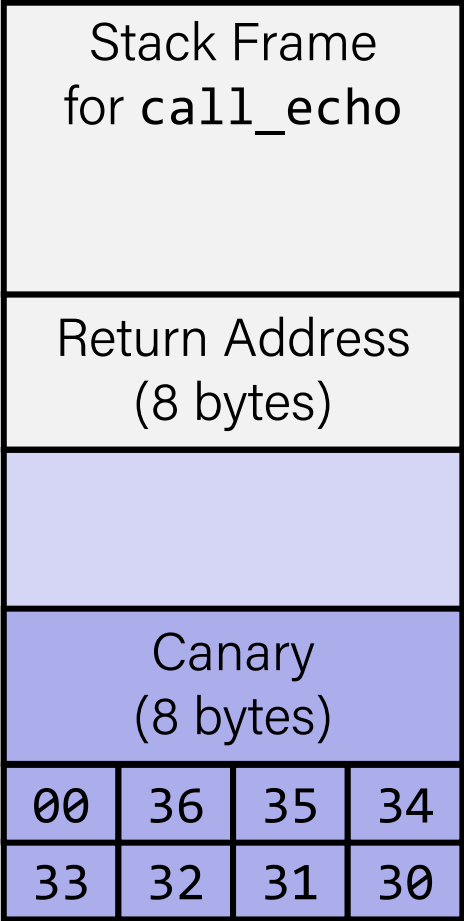 Stack Frame
for call_echo
Return Address
(8 bytes)
Canary
(8 bytes)
00 36 35 34
33 32 31 30